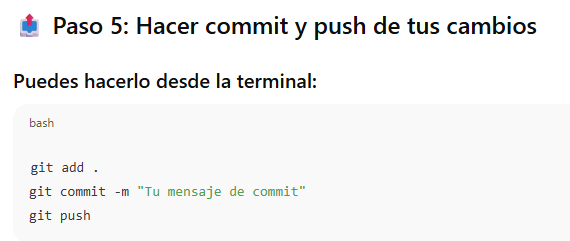 Paso 5: Hacer commit y push de tus cambios
Puedes hacerlo desde la terminal:
bash
git add .
git commit -m "Tu mensaje de commit"
git push